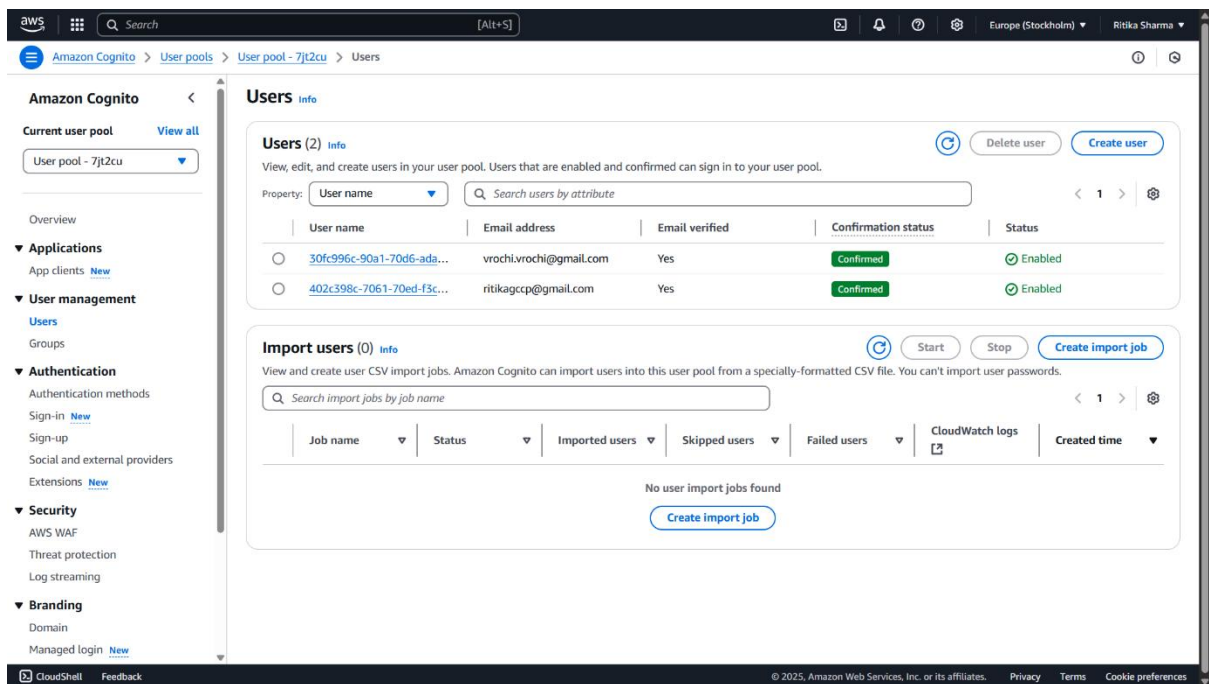 aws Search [Alt+S] Europe (Stockholm) Ritika Sharma
Amazon Cognito > User pools > User pool - 7jt2cu > Users
Amazon Cognito
Current user pool View all
User pool - 7jt2cu
Overview
Applications
App clients New
User management
Users
Groups
Authentication
Authentication methods
Sign-in New
Sign-up
Social and external providers
Extensions New
Security
AWS WAF
Threat protection
Log streaming
Branding
Domain
Managed login New
Users Info
Users (2) Info Delete user Create user
View, edit, and create users in your user pool. Users that are enabled and confirmed can sign in to your user pool.
Property: User name Search users by attribute < 1 >
User name Email address Email verified Confirmation status Status
30fc996c-90a1-70d6-ada... vrochi.vrochi@gmail.com Yes Confirmed Enabled
402c398c-7061-70ed-f3c... ritikagccp@gmail.com Yes Confirmed Enabled
Import users (0) Info Start Stop Create import job
View and create user CSV import jobs. Amazon Cognito can import users into this user pool from a specially-formatted CSV file. You can't import user passwords.
Search import jobs by job name < 1 >
Job name Status Imported users Skipped users Failed users CloudWatch logs Created time
No user import jobs found
Create import job
CloudShell Feedback © 2025, Amazon Web Services, Inc. or its affiliates. Privacy Terms Cookie preferences